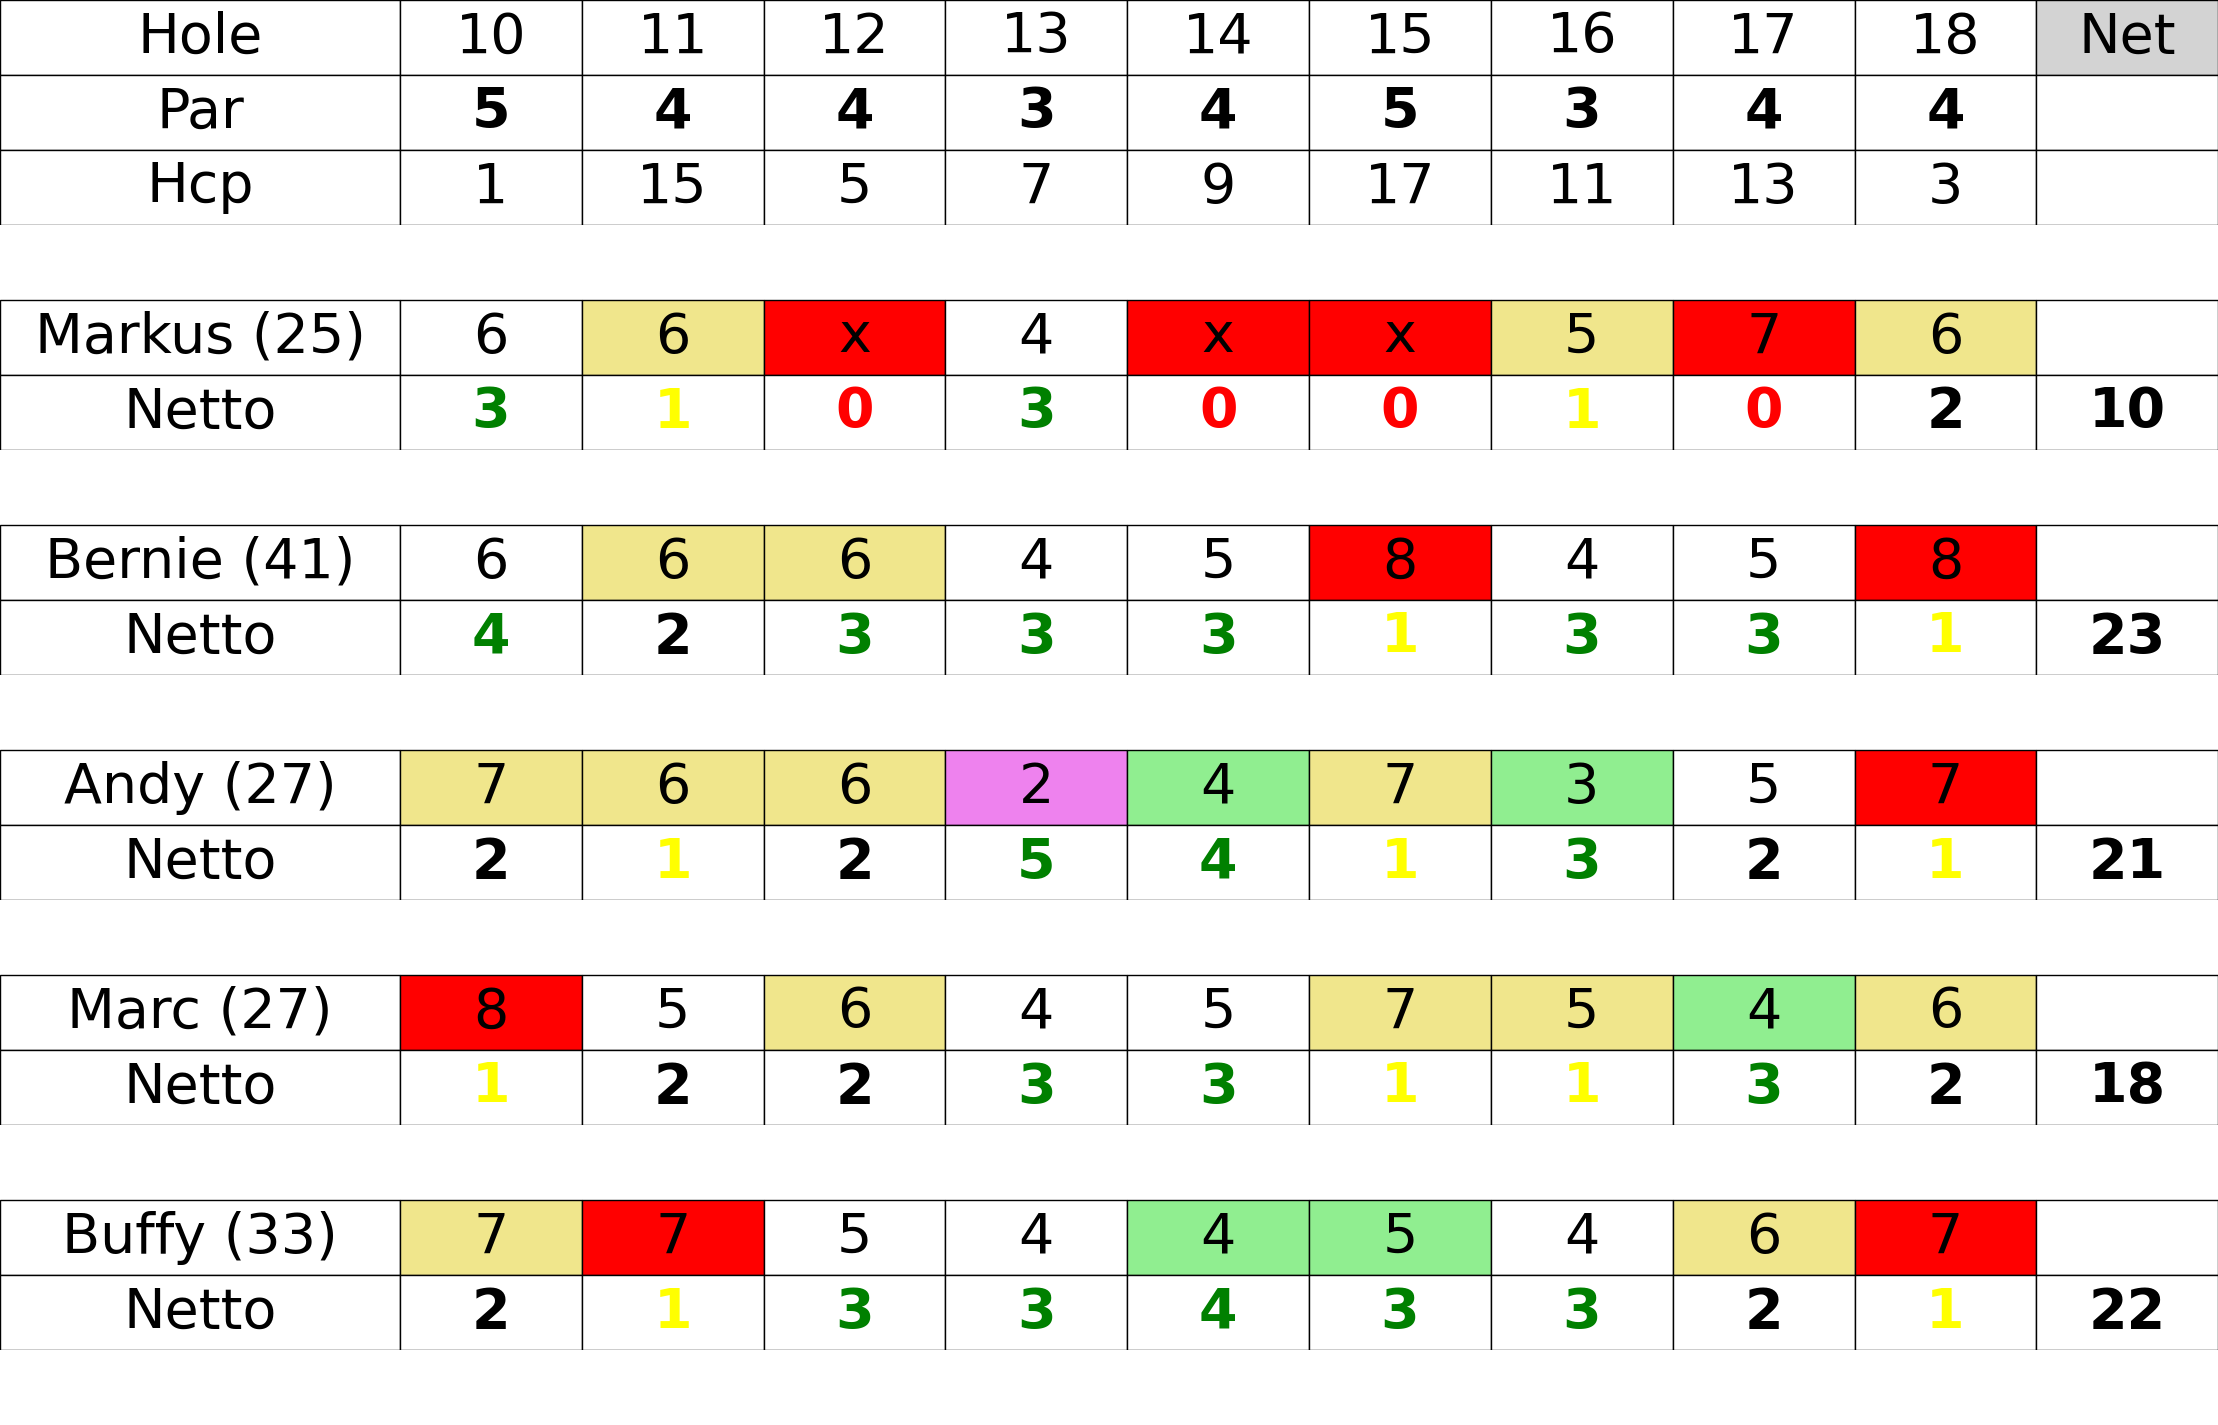 Hole 10 11 12 13 14 15 16 17 18 Net
Par 5 4 4 3 4 5 3 4 4
Hcp 1 15 5 7 9 17 11 13 3
Markus (25) 6 6 x 4 x x 5 7 6
Netto 3 1 0 3 0 0 1 0 2 10
Bernie (41) 6 6 6 4 5 8 4 5 8
Netto 4 2 3 3 3 1 3 3 1 23
Andy (27) 7 6 6 2 4 7 3 5 7
Netto 2 1 2 5 4 1 3 2 1 21
Marc (27) 8 5 6 4 5 7 5 4 6
Netto 1 2 2 3 3 1 1 3 2 18
Buffy (33) 7 7 5 4 4 5 4 6 7
Netto 2 1 3 3 4 3 3 2 1 22